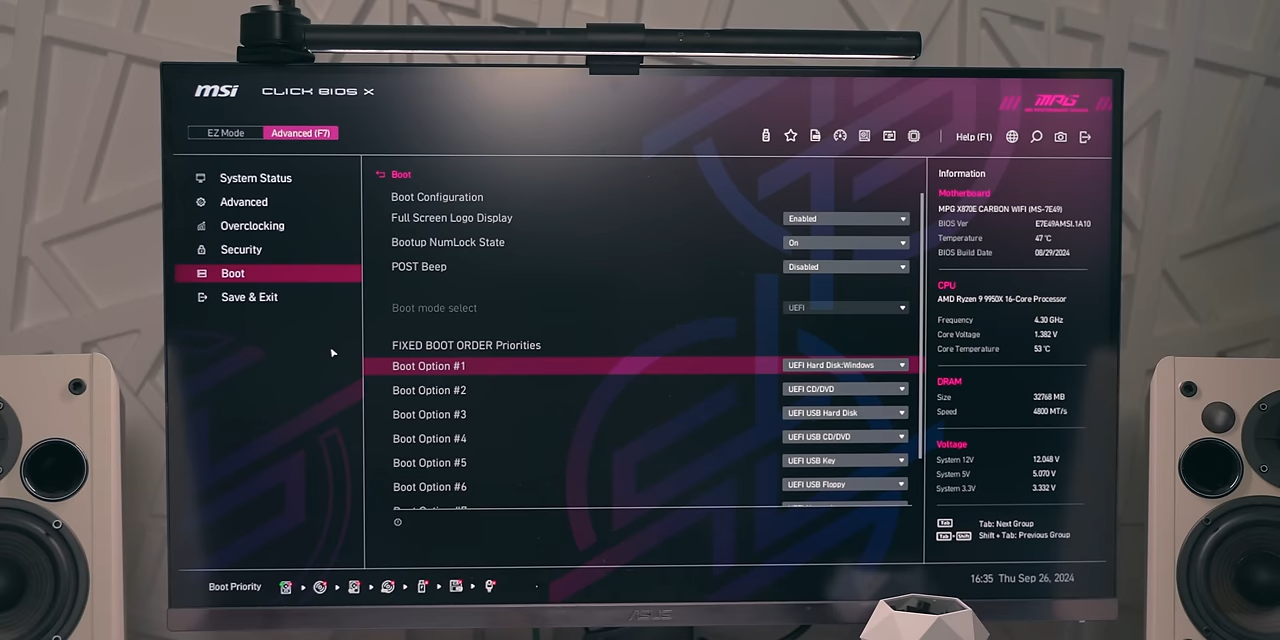 msi CLICK BIOS X
MPG
EZ Mode Advanced (F7)
Help (F1)
System Status
Advanced
Overclocking
Security
Boot
Save & Exit
Boot
Boot Configuration
Full Screen Logo Display Enabled
Bootup NumLock State On
POST Beep Disabled
Boot mode select UEFI
FIXED BOOT ORDER Priorities
Boot Option #1 UEFI Hard Disk:Windows
Boot Option #2 UEFI CD/DVD
Boot Option #3 UEFI USB Hard Disk
Boot Option #4 UEFI USB CD/DVD
Boot Option #5 UEFI USB Key
Boot Option #6 UEFI USB Floppy
Information
Motherboard
MPG X870E CARBON WIFI (MS-7E49)
BIOS Ver E7E49AMSI.1A10
Temperature 47 °C
BIOS Build Date 08/29/2024
CPU
AMD Ryzen 9 9950X 16-Core Processor
Frequency 4.30 GHz
Core Voltage 1.382 V
Core Temperature 53 °C
DRAM
Size 32768 MB
Speed 4800 MT/s
Voltage
System 12V 12.048 V
System 5V 5.070 V
System 3.3V 3.332 V
Tab Tab: Next Group
Tab + Shift Shift + Tab: Previous Group
Boot Priority
16:35 Thu Sep 26, 2024
ASUS